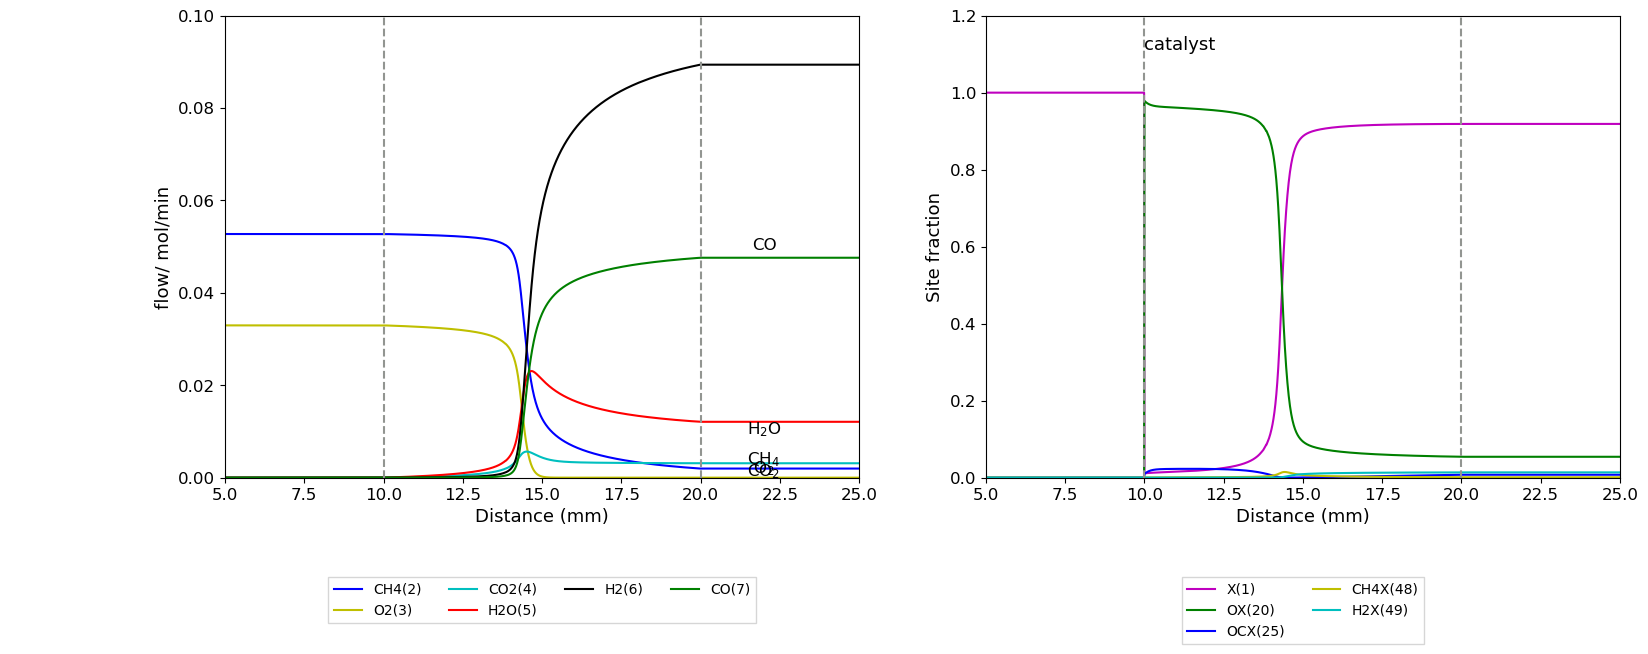 0.10
0.08
0.06
0.04
0.02
0.00
flow/ mol/min
CO
H₂O
CH₄
O₂
CO₂
5.0 7.5 10.0 12.5 15.0 17.5 20.0 22.5 25.0
Distance (mm)
CH4(2) CO2(4) H2(6) CO(7)
O2(3) H2O(5)
1.2
1.0
0.8
0.6
0.4
0.2
0.0
Site fraction
catalyst
5.0 7.5 10.0 12.5 15.0 17.5 20.0 22.5 25.0
Distance (mm)
X(1) CH4X(48)
OX(20) H2X(49)
OCX(25)